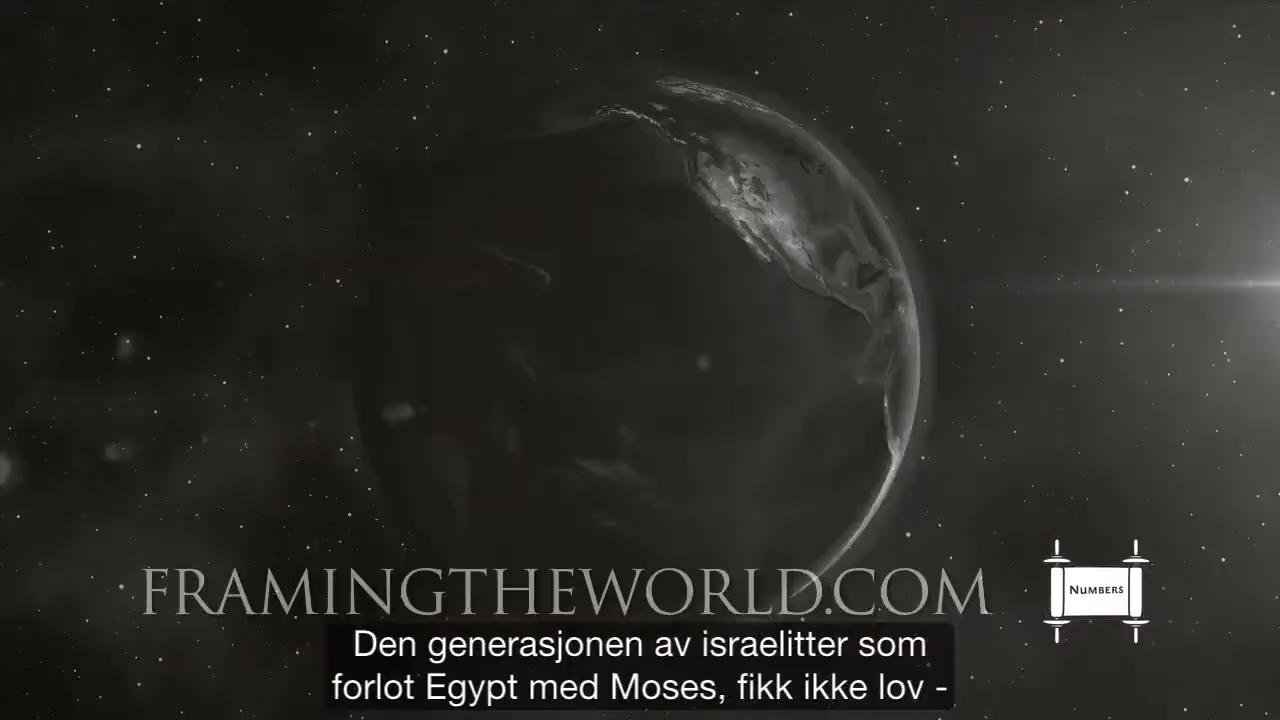 FRAMINGTHEWORLD.COM
NUMBERS
Den generasjonen av israelitter som
forlot Egypt med Moses, fikk ikke lov -